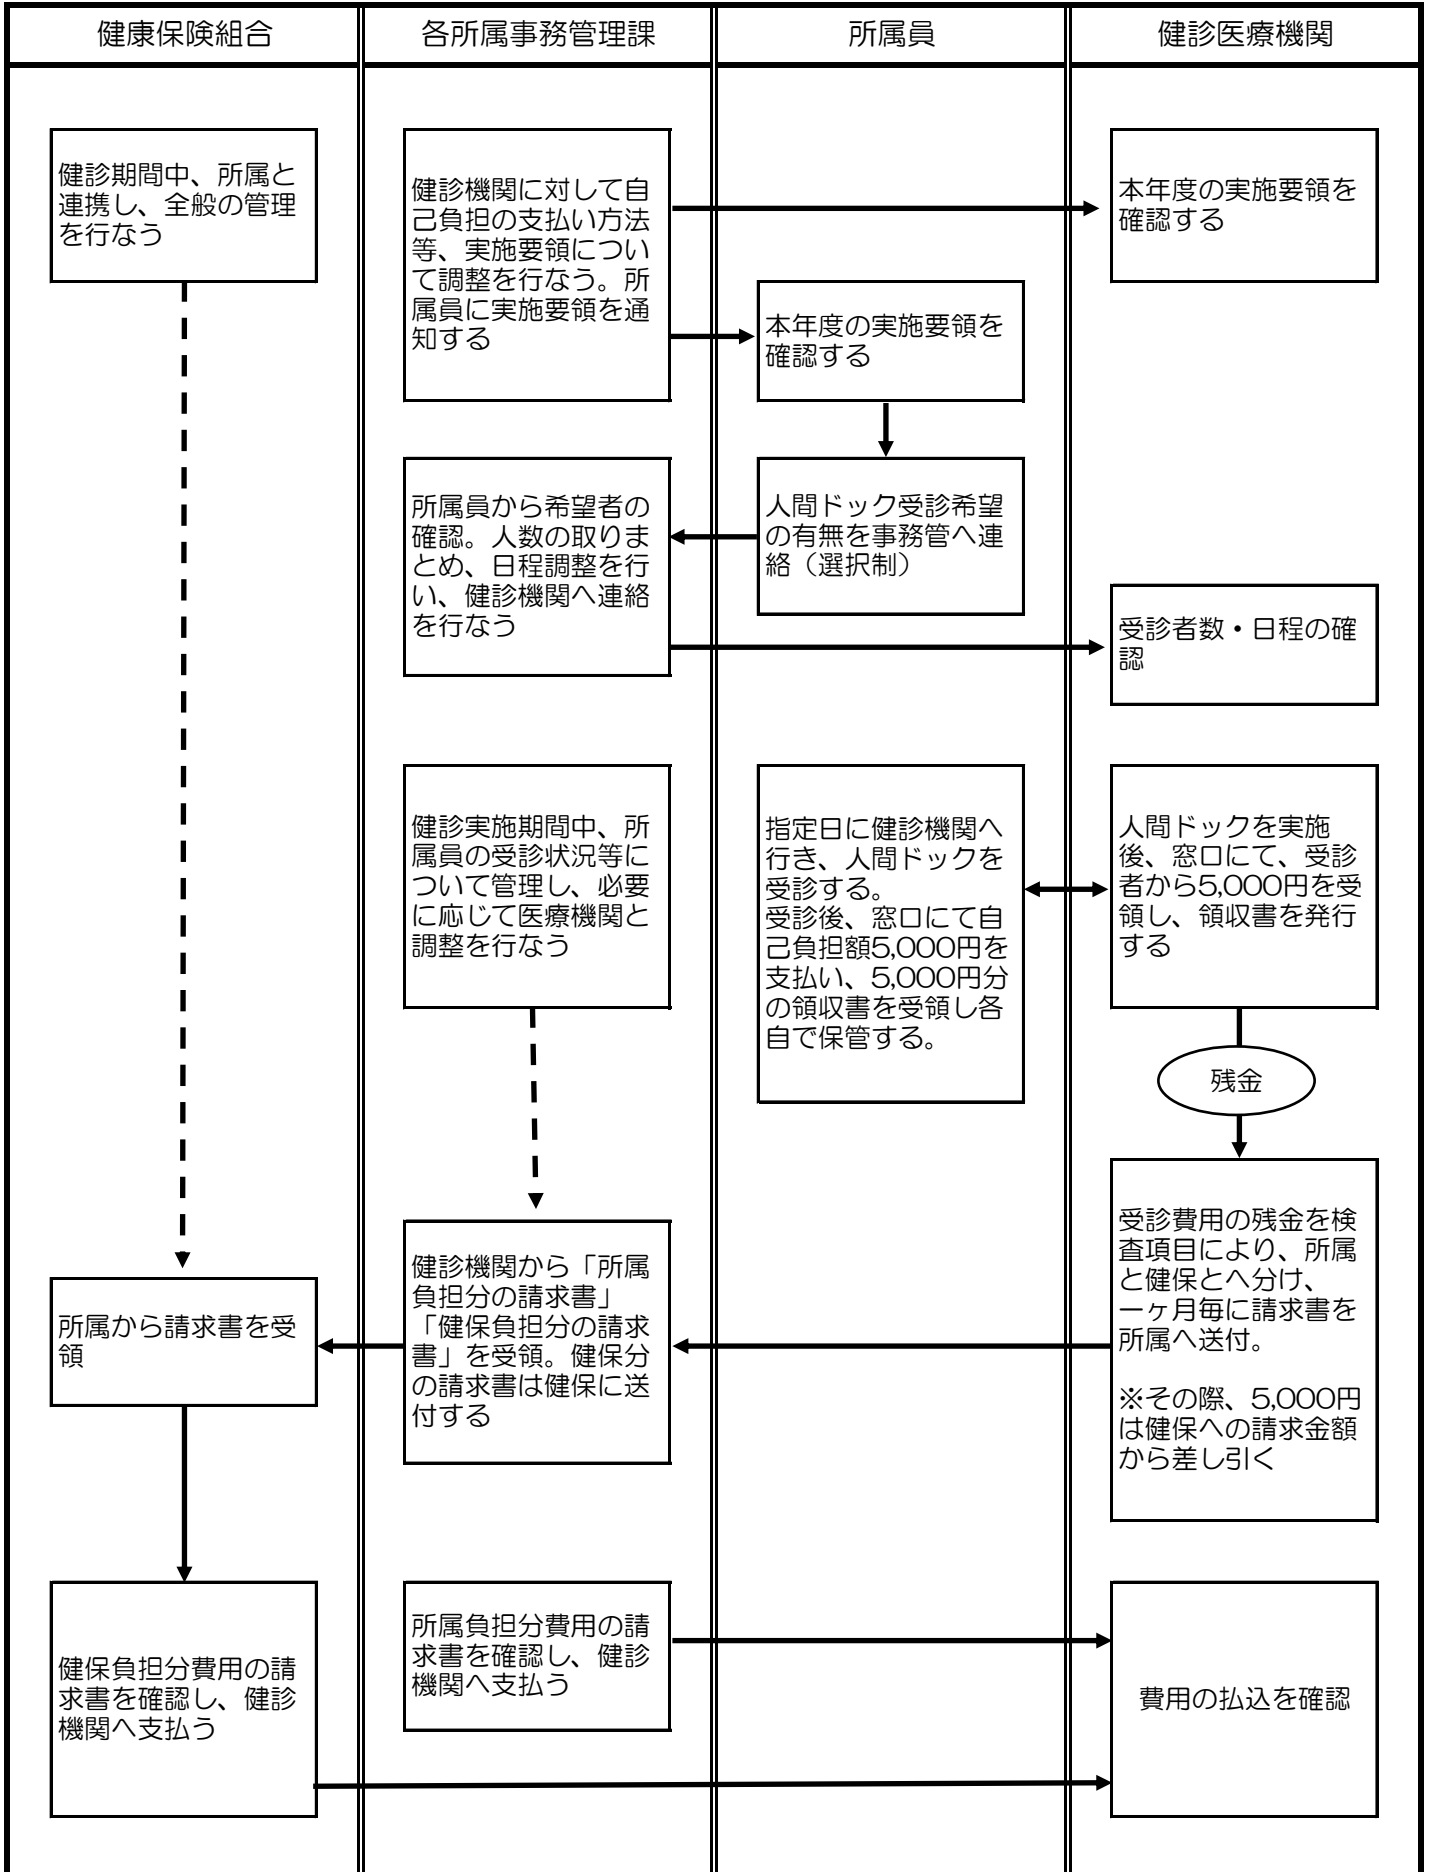 健康保険組合
各所属事務管理課
所属員
健診医療機関
健診期間中、所属と
連携し、全般の管理
を行なう
健診機関に対して自
己負担の支払い方法
等、実施要領につい
て調整を行なう。所
属員に実施要領を通
知する
本年度の実施要領を
確認する
本年度の実施要領を
確認する
人間ドック受診希望
の有無を事務管へ連
絡（選択制）
所属員から希望者の
確認。人数の取りま
とめ、日程調整を行
い、健診機関へ連絡
を行なう
受診者数・日程の確
認
健診実施期間中、所
属員の受診状況等に
ついて管理し、必要
に応じて医療機関と
調整を行なう
指定日に健診機関へ
行き、人間ドックを
受診する。
受診後、窓口にて自
己負担額5,000円を
支払い、5,000円分
の領収書を受領し各
自で保管する。
人間ドックを実施
後、窓口にて、受診
者から5,000円を受
領し、領収書を発行
する
残金
受診費用の残金を検
査項目により、所属
と健保とへ分け、
一ヶ月毎に請求書を
所属へ送付。
※その際、5,000円
は健保への請求金額
から差し引く
健診機関から「所属
負担分の請求書」
「健保負担分の請求
書」を受領。健保分
の請求書は健保に送
付する
所属から請求書を受
領
健保負担分費用の請
求書を確認し、健診
機関へ支払う
所属負担分費用の請
求書を確認し、健診
機関へ支払う
費用の払込を確認